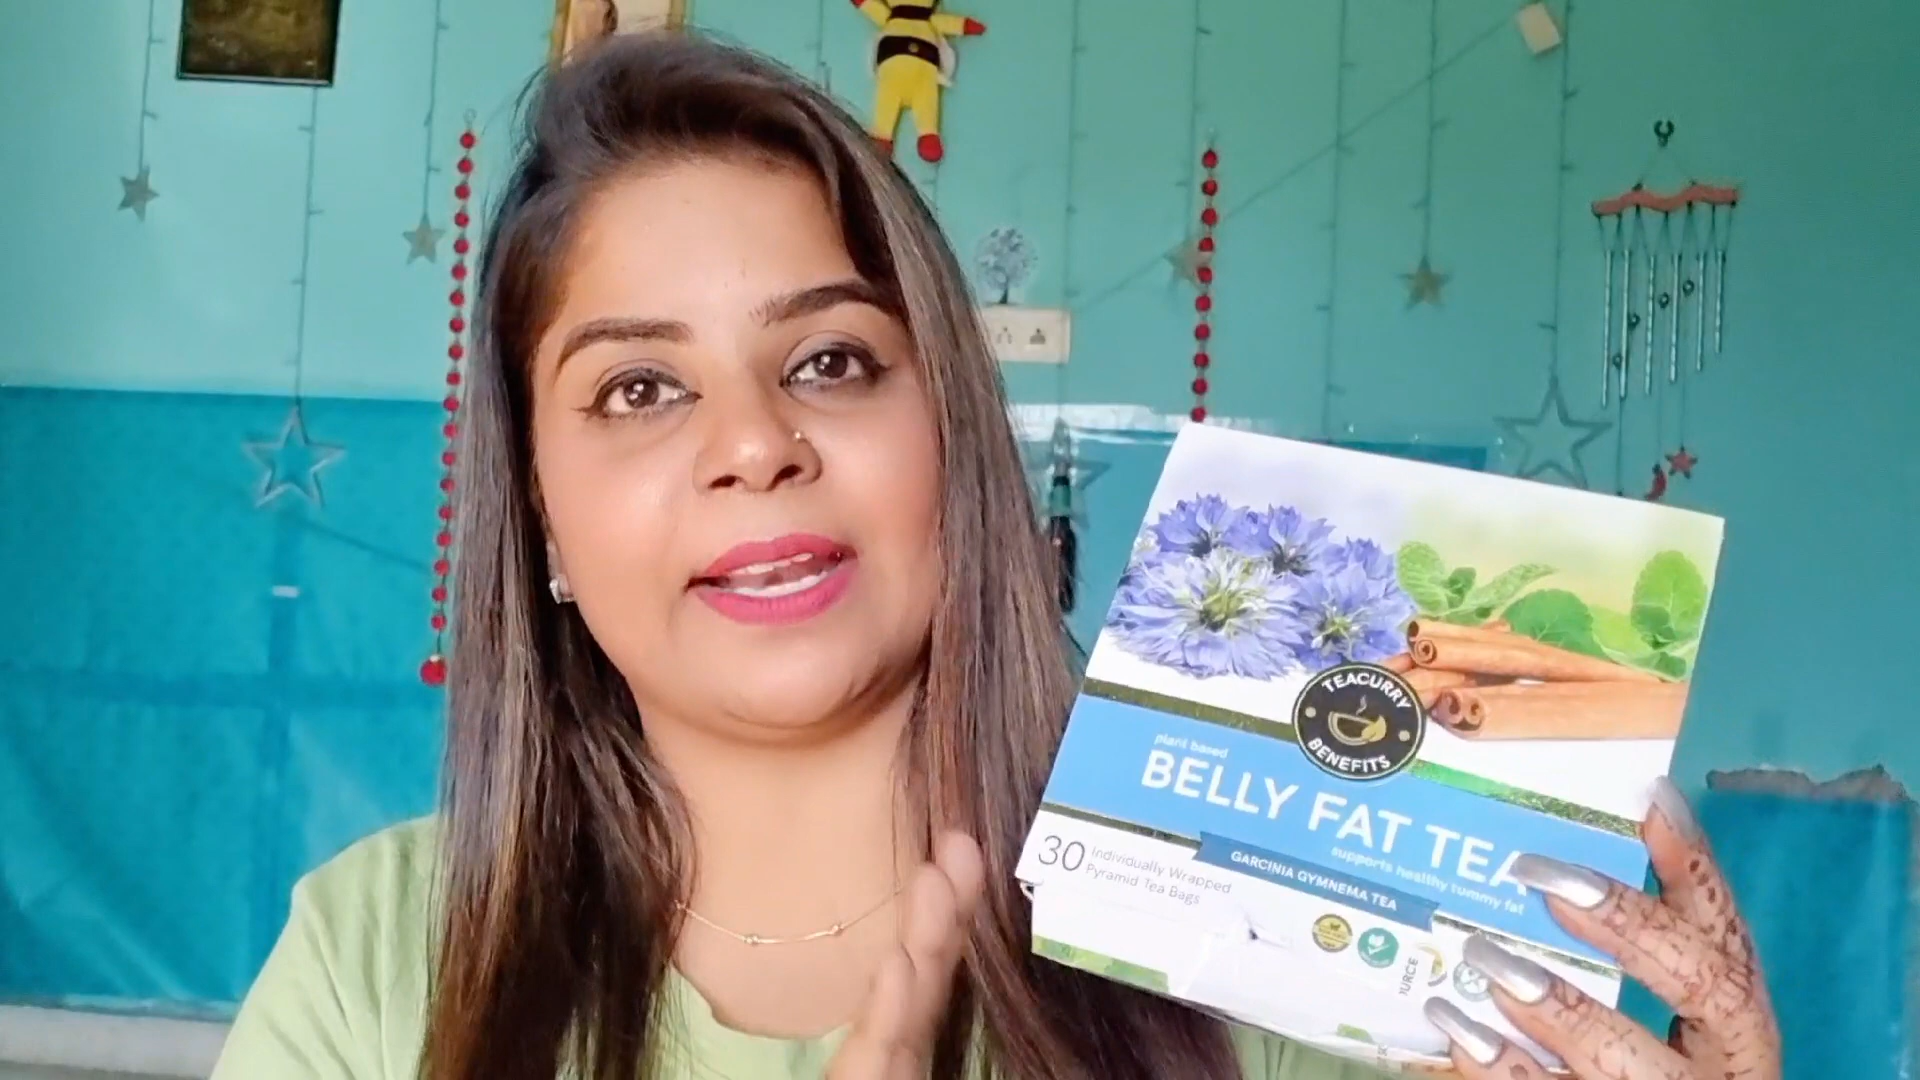 TEACURRY
BENEFITS
plant based
BELLY FAT TEA
supports healthy tummy fat
GARCINIA GYMNEMA TEA
30 Individually Wrapped
Pyramid Tea Bags